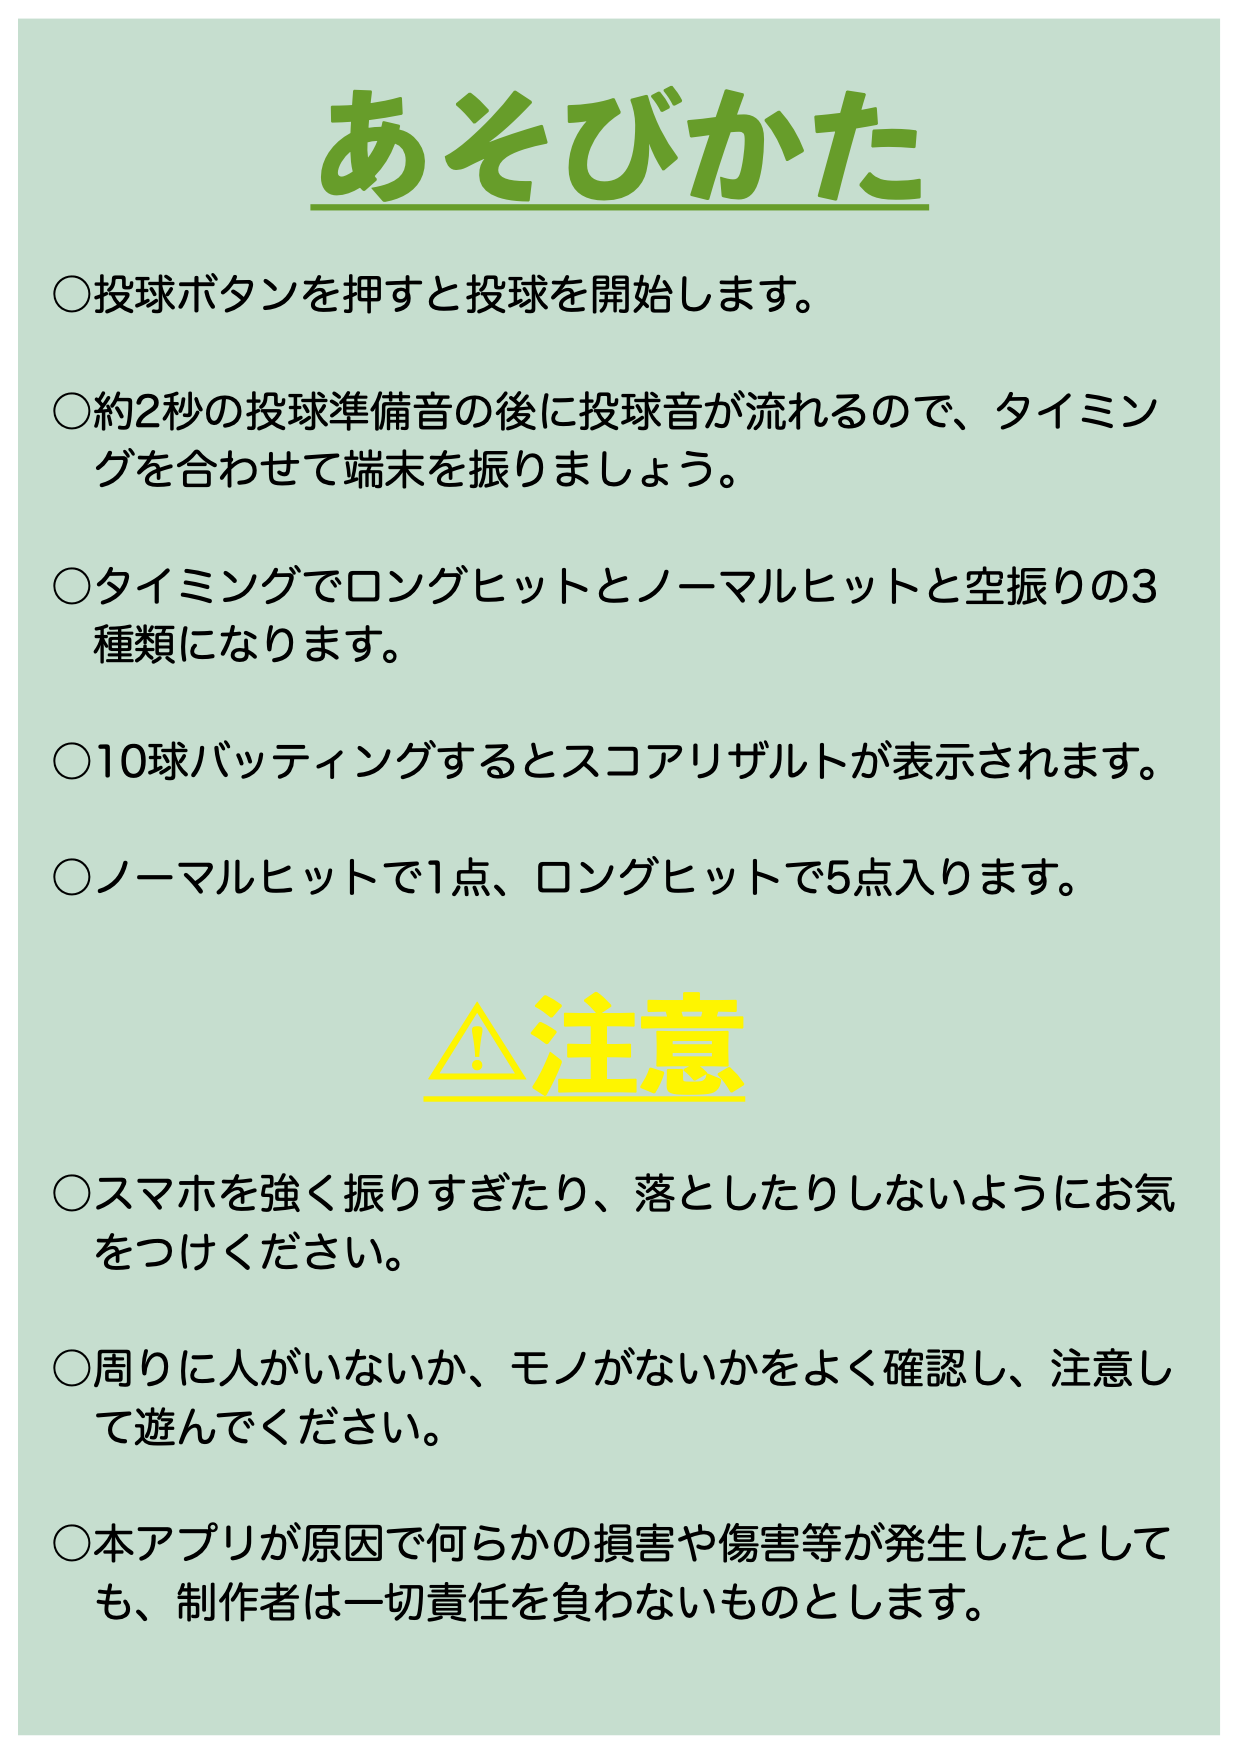 あそびかた
○投球ボタンを押すと投球を開始します。
○約2秒の投球準備音の後に投球音が流れるので、タイミン
グを合わせて端末を振りましょう。
○タイミングでロングヒットとノーマルヒットと空振りの3
種類になります。
○10球バッティングするとスコアリザルトが表示されます。
○ノーマルヒットで1点、ロングヒットで5点入ります。
⚠注意
○スマホを強く振りすぎたり、落としたりしないようにお気
をつけください。
○周りに人がいないか、モノがないかをよく確認し、注意し
て遊んでください。
○本アプリが原因で何らかの損害や傷害等が発生したとして
も、制作者は一切責任を負わないものとします。